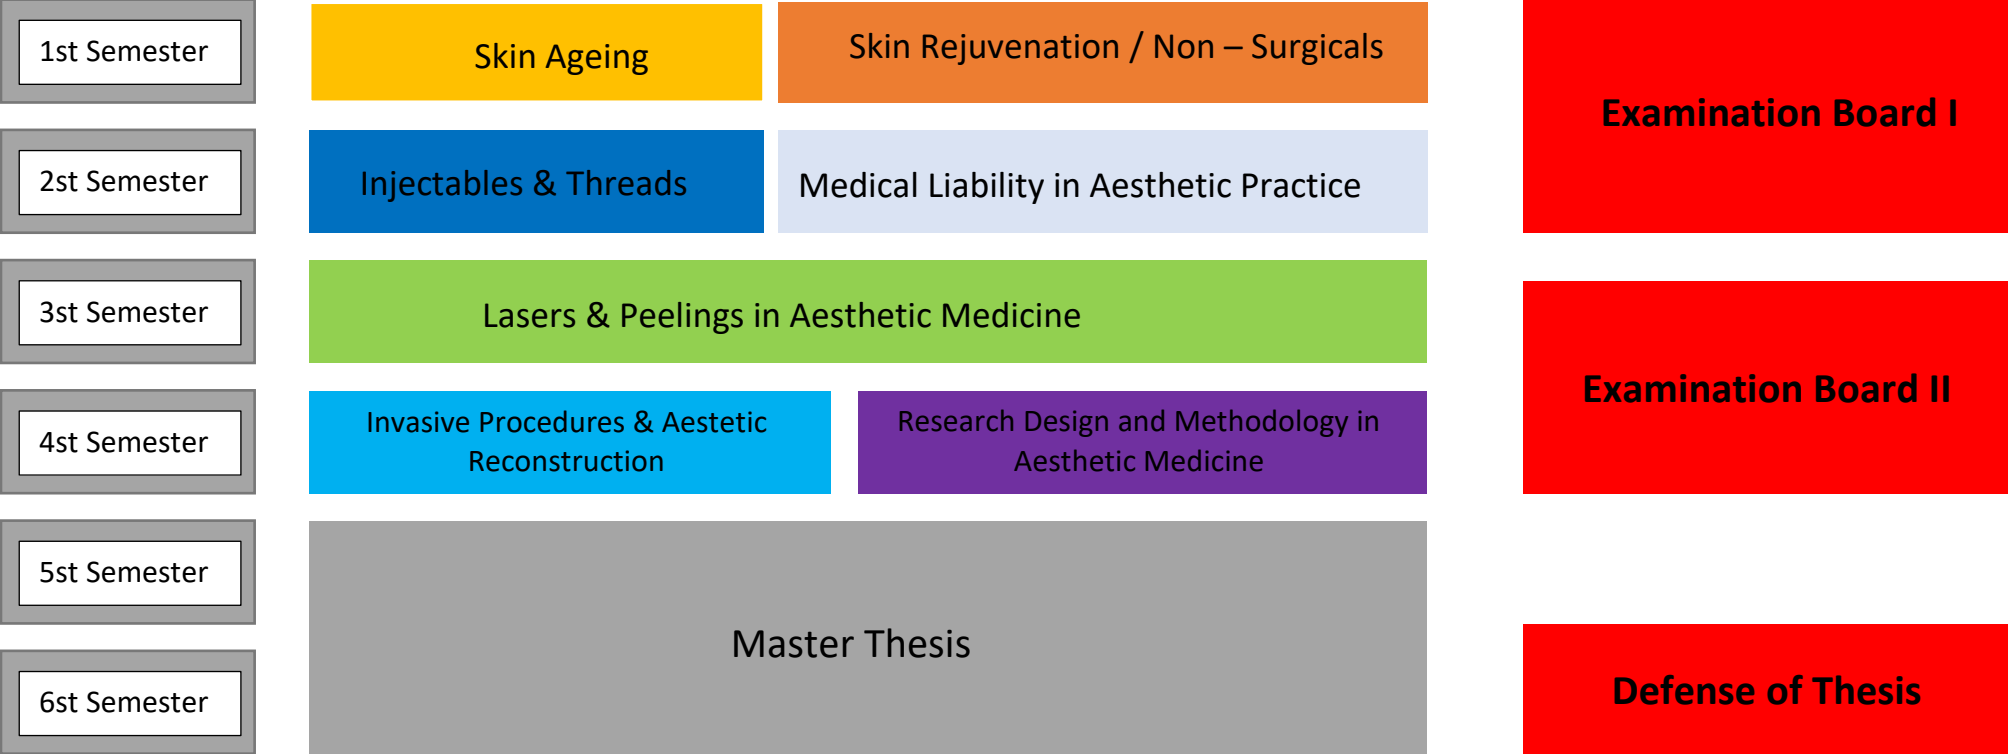 1st Semester
Skin Ageing
Skin Rejuvenation / Non – Surgicals
Examination Board I
2st Semester
Injectables & Threads
Medical Liability in Aesthetic Practice
3st Semester
Lasers & Peelings in Aesthetic Medicine
Examination Board II
4st Semester
Invasive Procedures & Aestetic
Reconstruction
Research Design and Methodology in
Aesthetic Medicine
5st Semester
Master Thesis
6st Semester
Defense of Thesis